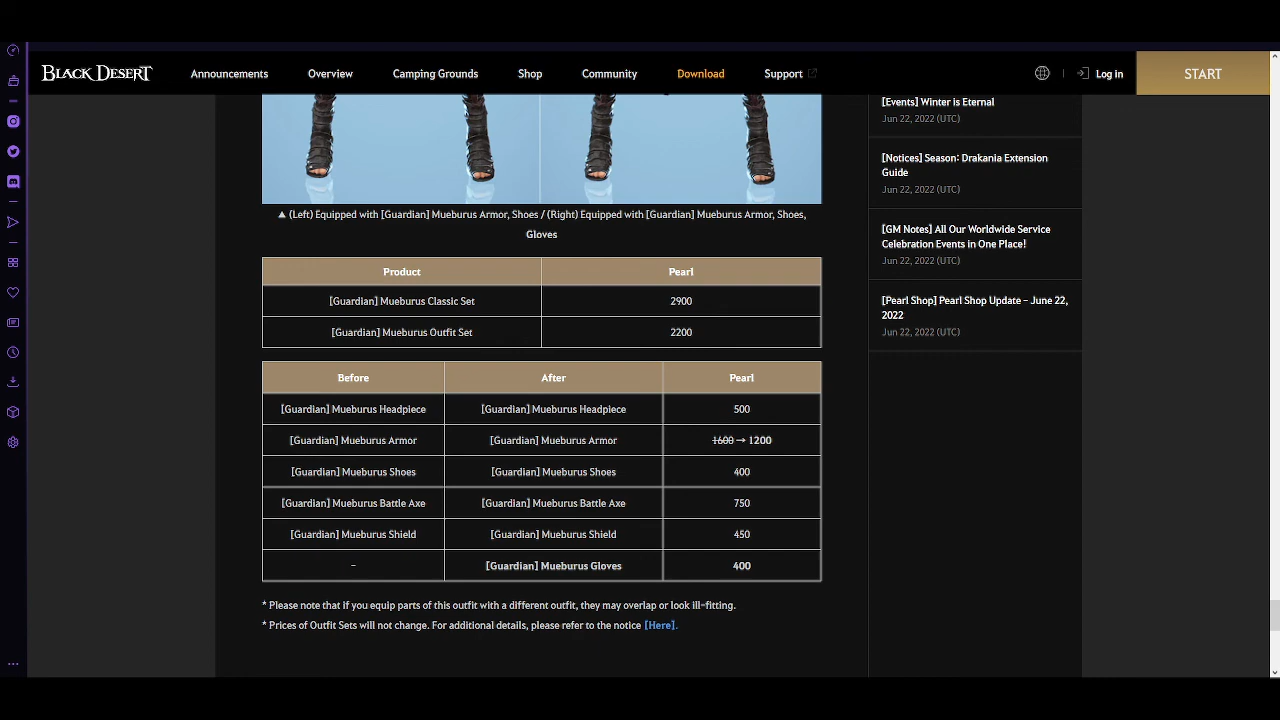 BLACK DESERT
Announcements
Overview
Camping Grounds
Shop
Community
Download
Support
Log in
START
▲ (Left) Equipped with [Guardian] Mueburus Armor, Shoes / (Right) Equipped with [Guardian] Mueburus Armor, Shoes,
Gloves
Product Pearl
[Guardian] Mueburus Classic Set 2900
[Guardian] Mueburus Outfit Set 2200
Before After Pearl
[Guardian] Mueburus Headpiece [Guardian] Mueburus Headpiece 500
[Guardian] Mueburus Armor [Guardian] Mueburus Armor 1600 → 1200
[Guardian] Mueburus Shoes [Guardian] Mueburus Shoes 400
[Guardian] Mueburus Battle Axe [Guardian] Mueburus Battle Axe 750
[Guardian] Mueburus Shield [Guardian] Mueburus Shield 450
- [Guardian] Mueburus Gloves 400
* Please note that if you equip parts of this outfit with a different outfit, they may overlap or look ill-fitting.
* Prices of Outfit Sets will not change. For additional details, please refer to the notice [Here].
[Events] Winter is Eternal
Jun 22, 2022 (UTC)
[Notices] Season: Drakania Extension
Guide
Jun 22, 2022 (UTC)
[GM Notes] All Our Worldwide Service
Celebration Events in One Place!
Jun 22, 2022 (UTC)
[Pearl Shop] Pearl Shop Update - June 22,
2022
Jun 22, 2022 (UTC)